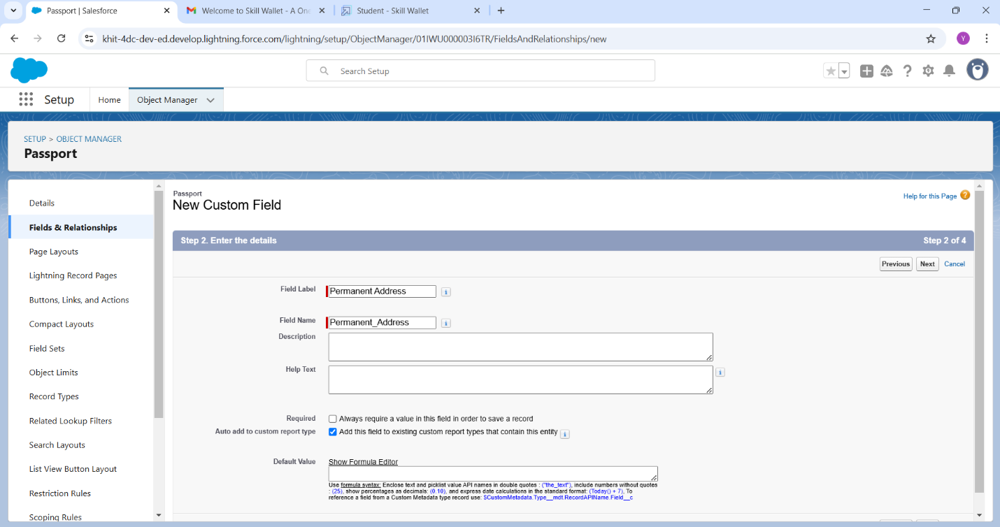 Passport | Salesforce
Welcome to Skill Wallet - A One
Student - Skill Wallet
khit-4dc-dev-ed.develop.lightning.force.com/lightning/setup/ObjectManager/01IWU000003I6TR/FieldsAndRelationships/new
Y
Search Setup
Setup
Home
Object Manager
SETUP > OBJECT MANAGER
Passport
Details
Fields & Relationships
Page Layouts
Lightning Record Pages
Buttons, Links, and Actions
Compact Layouts
Field Sets
Object Limits
Record Types
Related Lookup Filters
Search Layouts
List View Button Layout
Restriction Rules
Scoping Rules
Passport
New Custom Field
Help for this Page ?
Step 2. Enter the details
Step 2 of 4
Previous Next Cancel
Field Label Permanent Address i
Field Name Permanent_Address i
Description
Help Text i
Required Always require a value in this field in order to save a record
Auto add to custom report type Add this field to existing custom report types that contain this entity i
Default Value Show Formula Editor
Use formula syntax: Enclose text and picklist value API names in double quotes : ("the_text"), include numbers without quotes
: (25), show percentages as decimals: (0.10), and express date calculations in the standard format: (Today() + 7). To
reference a field from a Custom Metadata type record use: $CustomMetadata.Type__mdt.RecordAPIName.Field__c